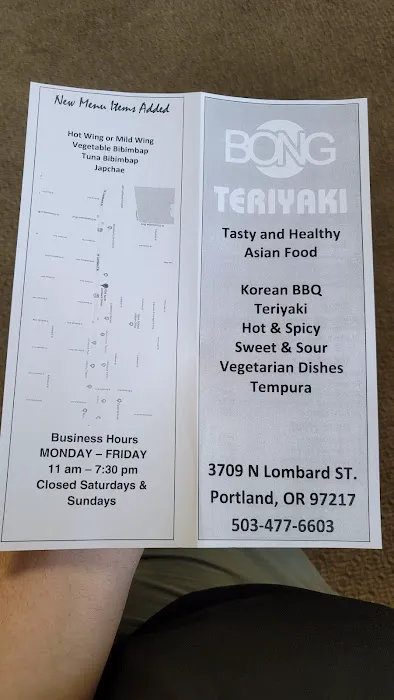 New Menu Items Added
Hot Wing or Mild Wing
Vegetable Bibimbap
Tuna Bibimbap
Japchae
Business Hours
MONDAY – FRIDAY
11 am – 7:30 pm
Closed Saturdays &
Sundays
BONG
TERIYAKI
Tasty and Healthy
Asian Food
Korean BBQ
Teriyaki
Hot & Spicy
Sweet & Sour
Vegetarian Dishes
Tempura
3709 N Lombard ST.
Portland, OR 97217
503-477-6603